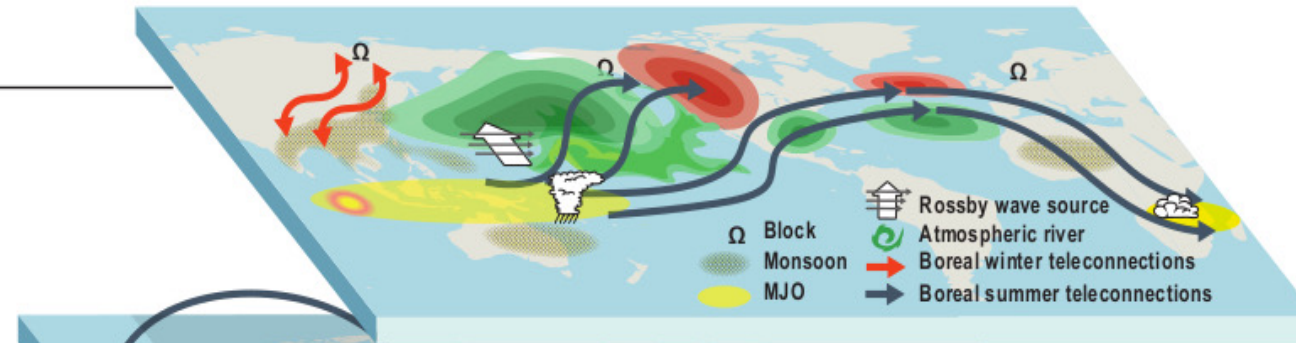 Ω
Ω
Ω
Ω Block
Monsoon
MJO
Rossby wave source
Atmospheric river
Boreal winter teleconnections
Boreal summer teleconnections